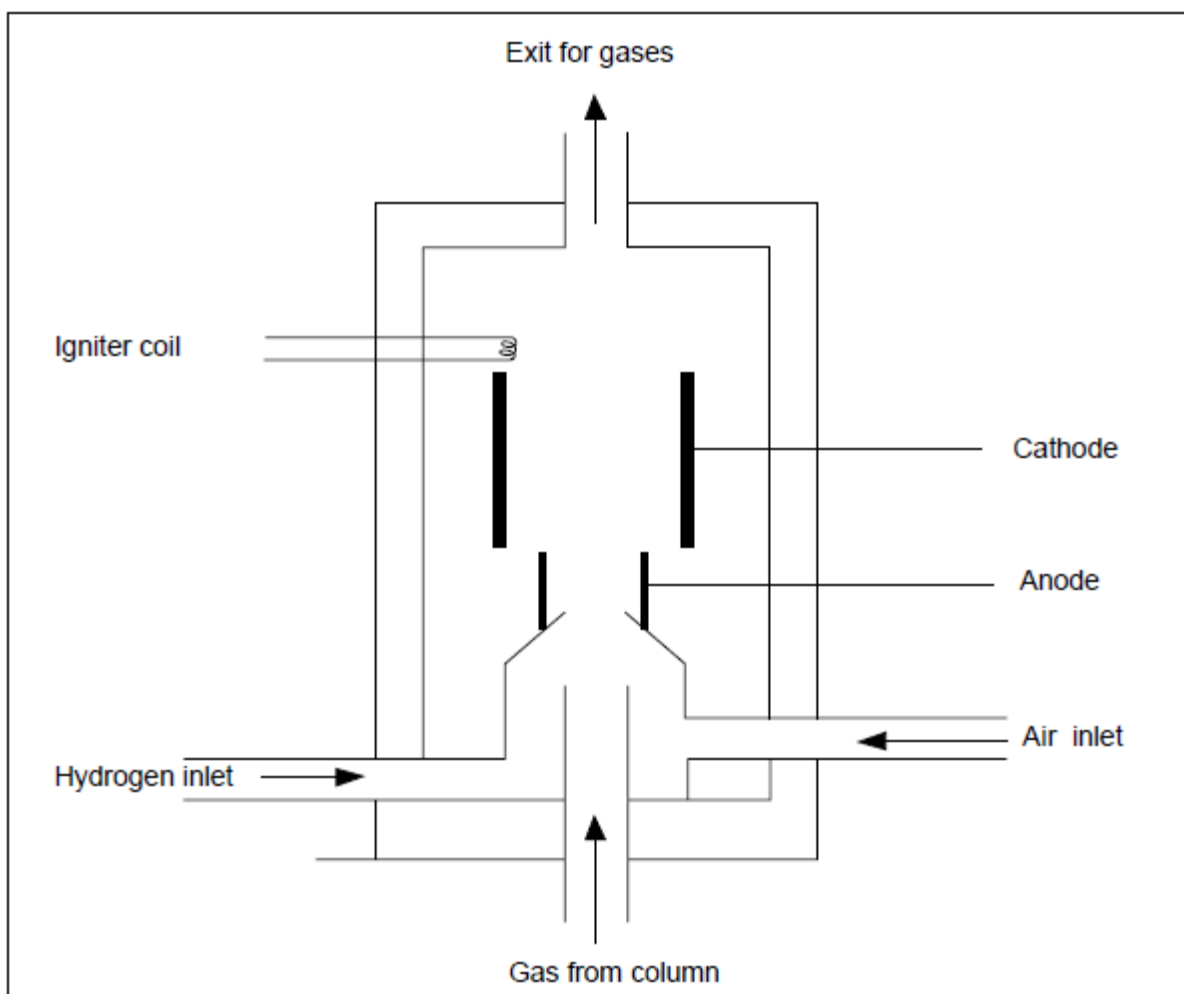 Exit for gases
Igniter coil
Cathode
Anode
Air inlet
Hydrogen inlet
Gas from column